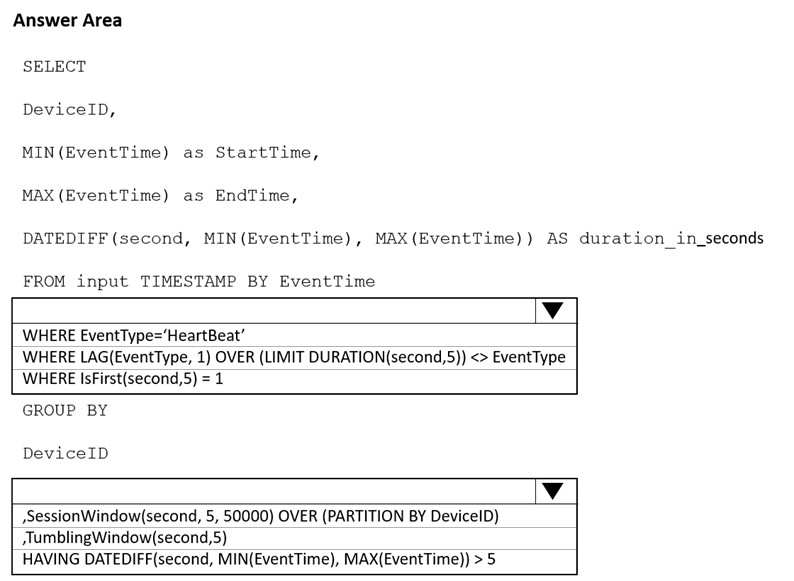 Answer Area
SELECT
DeviceID,
MIN(EventTime) as StartTime,
MAX(EventTime) as EndTime,
DATEDIFF(second, MIN(EventTime), MAX(EventTime)) AS duration_in_seconds
FROM input TIMESTAMP BY EventTime
WHERE EventType=‘HeartBeat’
WHERE LAG(EventType, 1) OVER (LIMIT DURATION(second,5)) <> EventType
WHERE IsFirst(second,5) = 1
GROUP BY
DeviceID
,SessionWindow(second, 5, 50000) OVER (PARTITION BY DeviceID)
,TumblingWindow(second,5)
HAVING DATEDIFF(second, MIN(EventTime), MAX(EventTime)) > 5